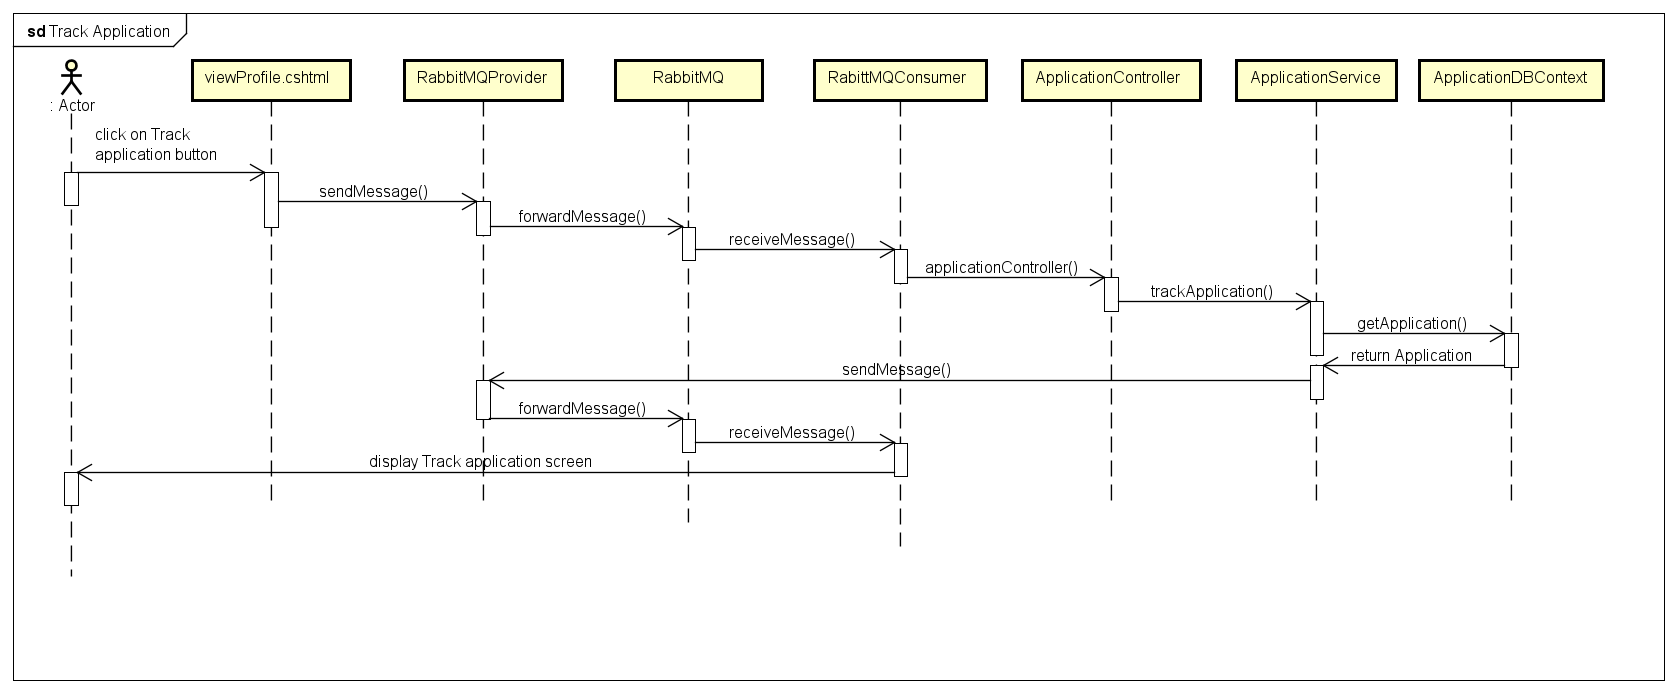 sd Track Application
: Actor
viewProfile.cshtml
RabbitMQProvider
RabbitMQ
RabittMQConsumer
ApplicationController
ApplicationService
ApplicationDBContext
click on Track
application button
sendMessage()
forwardMessage()
receiveMessage()
applicationController()
trackApplication()
getApplication()
return Application
sendMessage()
forwardMessage()
receiveMessage()
display Track application screen